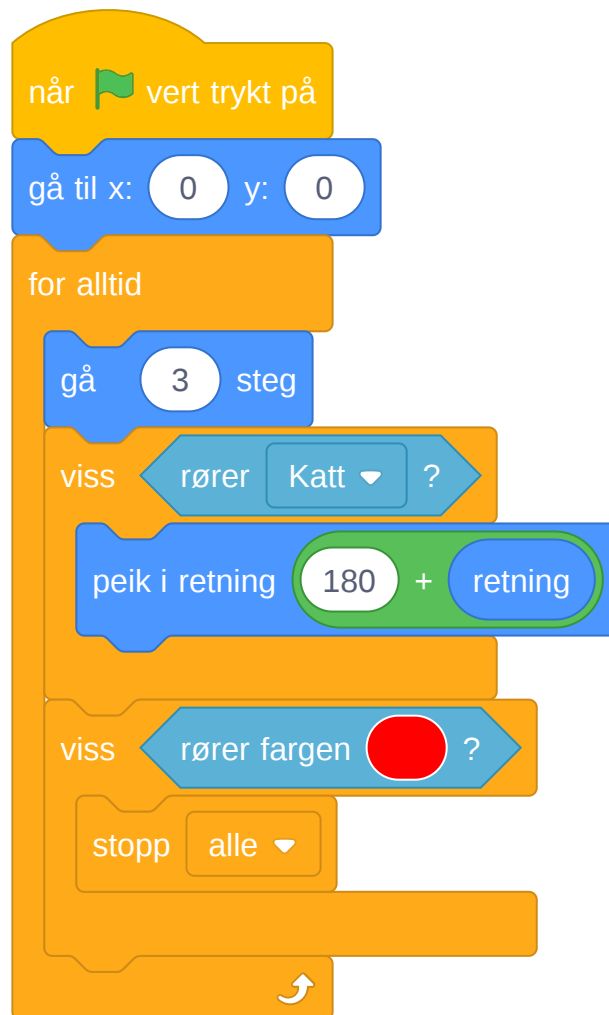 når vert trykt på
gå til x: 0 y: 0
for alltid
gå 3 steg
viss rører Katt ?
peik i retning 180 + retning
viss rører fargen ?
stopp alle